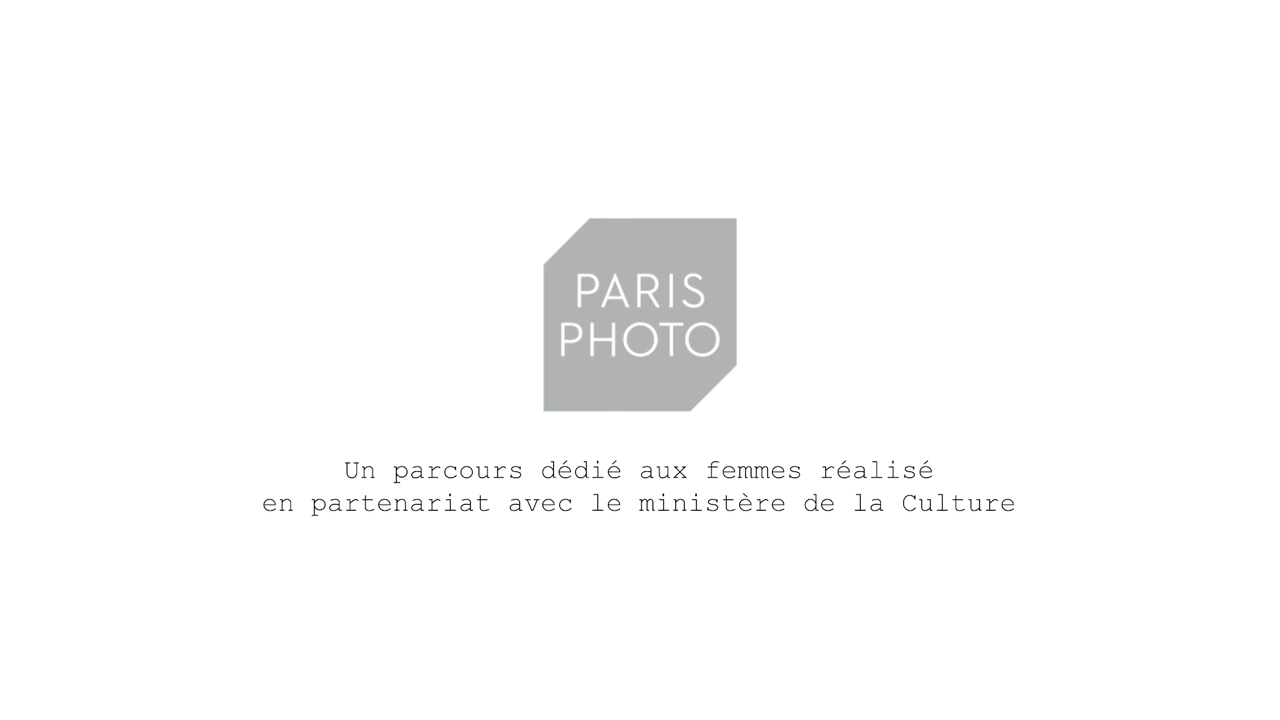 PARIS
PHOTO
Un parcours dédié aux femmes réalisé
en partenariat avec le ministère de la Culture